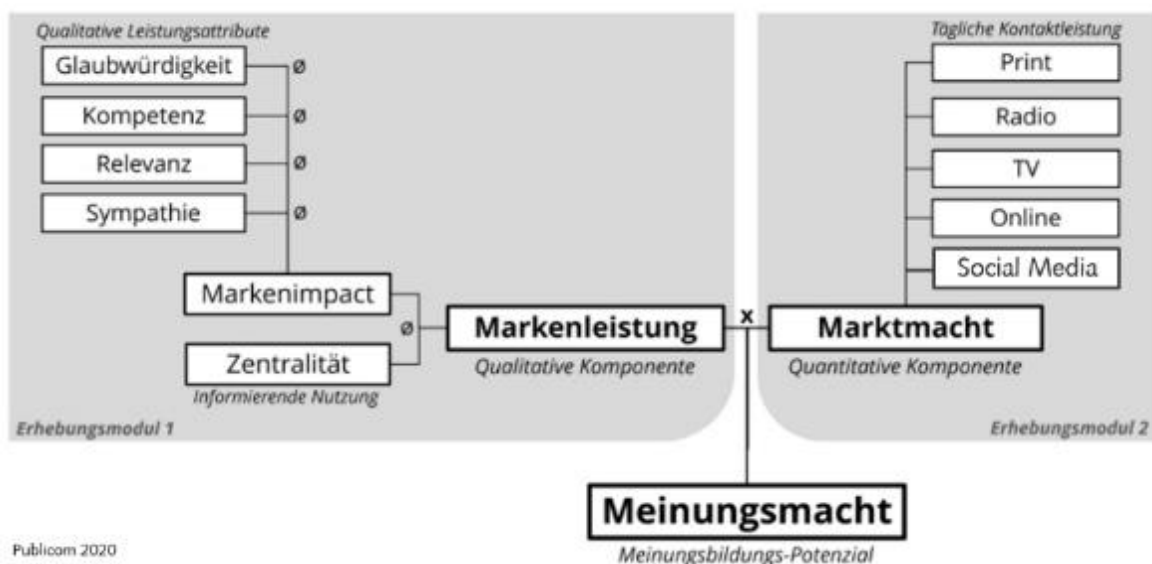 Qualitative Leistungsattribute
Glaubwürdigkeit
Ø
Kompetenz
Ø
Relevanz
Ø
Sympathie
Ø
Markenimpact
Ø
Zentralität
Informierende Nutzung
Markenleistung
Qualitative Komponente
Erhebungsmodul 1
x
Tägliche Kontaktleistung
Print
Radio
TV
Online
Social Media
Marktmacht
Quantitative Komponente
Erhebungsmodul 2
Meinungsmacht
Meinungsbildungs-Potenzial
Publicom 2020